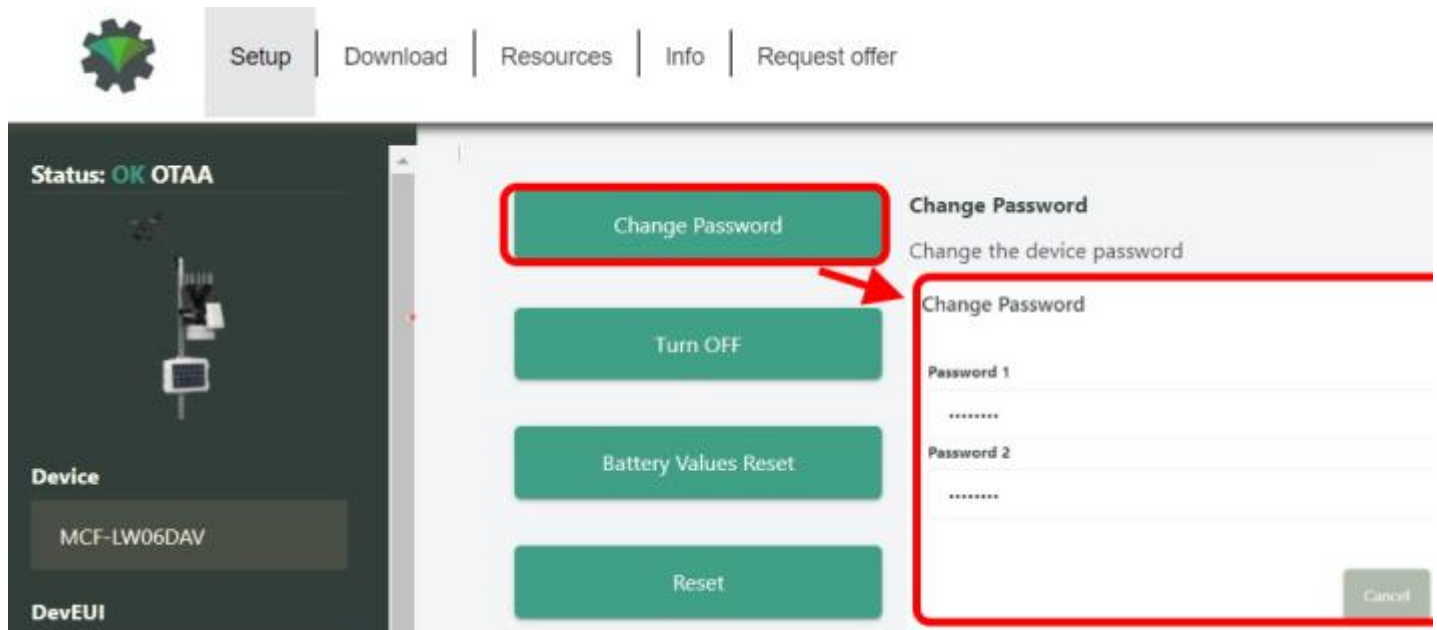 Setup
Download
Resources
Info
Request offer
Status: OK OTAA
Device
MCF-LW06DAV
DevEUI
Change Password
Turn OFF
Battery Values Reset
Reset
Change Password
Change the device password
Change Password
Password 1
........
Password 2
........
Cancel